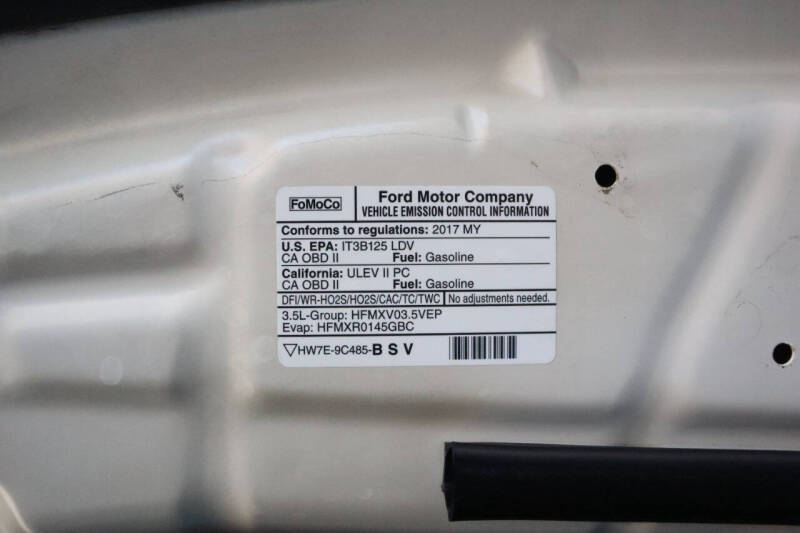 FoMoCo
Ford Motor Company
VEHICLE EMISSION CONTROL INFORMATION
Conforms to regulations: 2017 MY
U.S. EPA: IT3B125 LDV
CA OBD II Fuel: Gasoline
California: ULEV II PC
CA OBD II Fuel: Gasoline
DFI/WR-HO2S/HO2S/CAC/TC/TWC No adjustments needed.
3.5L-Group: HFMXV03.5VEP
Evap: HFMXR0145GBC
HW7E-9C485-B S V